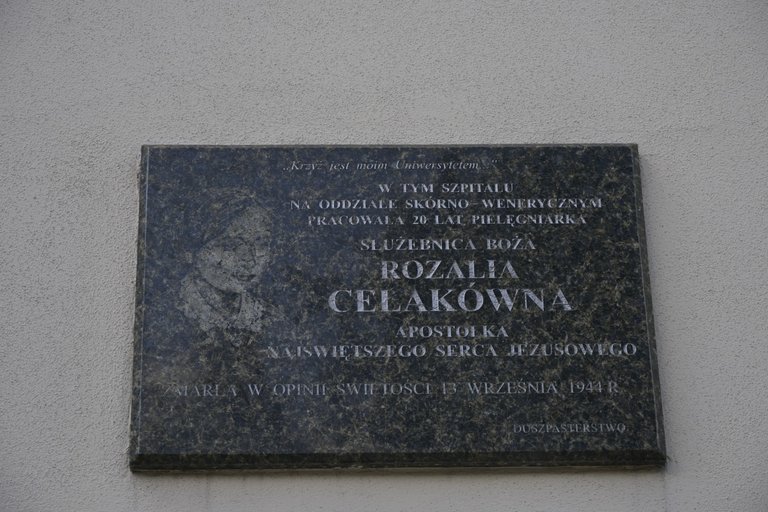 „Krzyż jest moim Uniwersytetem..."
W TYM SZPITALU
NA ODDZIALE SKÓRNO-WENERYCZNYM
PRACOWAŁA 20 LAT PIELĘGNIARKA
SŁUŻEBNICA BOŻA
ROZALIA
CELAKÓWNA
APOSTOŁKA
NAJŚWIĘTSZEGO SERCA JEZUSOWEGO
ZMARŁA W OPINII ŚWIĘTOŚCI 13 WRZEŚNIA 1944 R.
DUSZPASTERSTWO